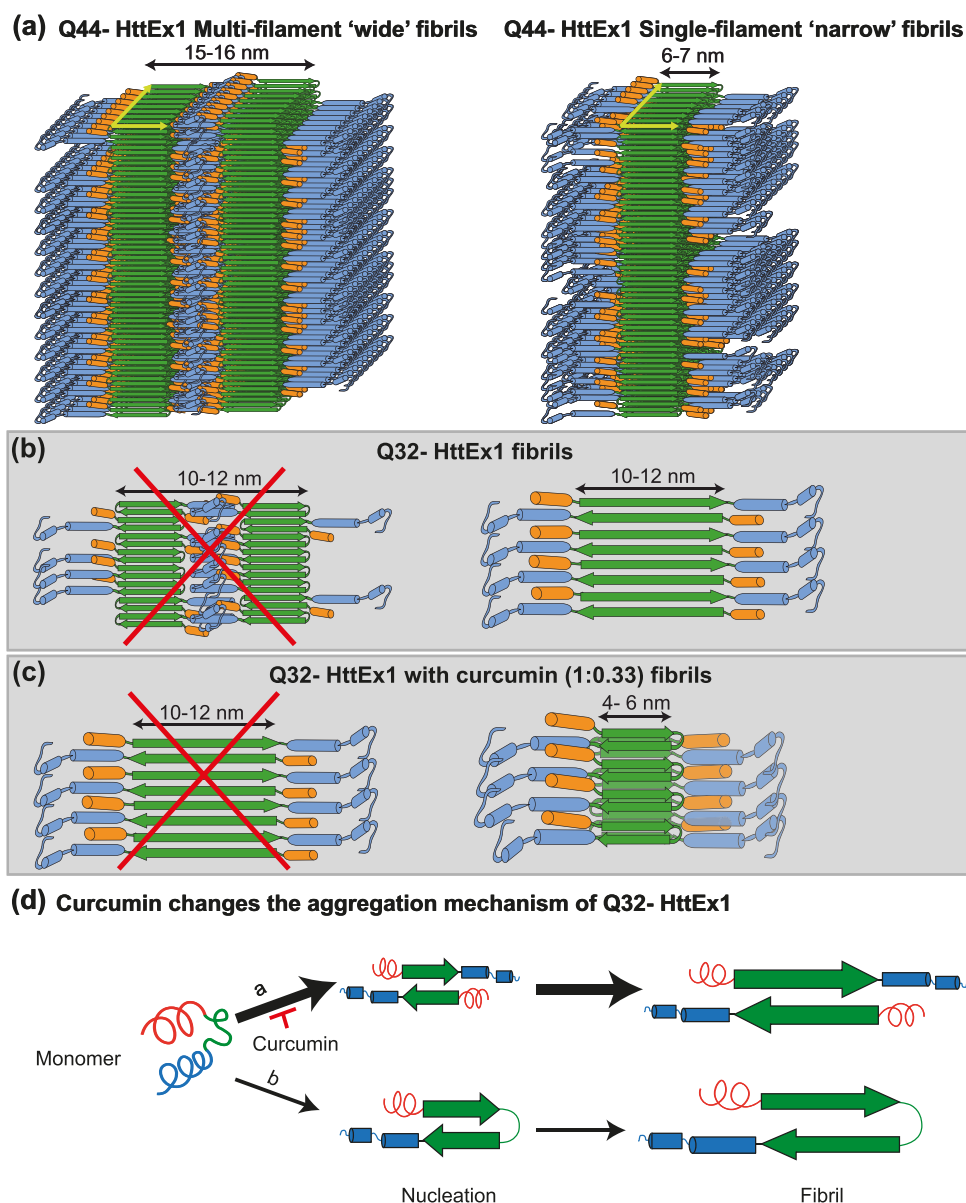 (a) Q44- HttEx1 Multi-filament ‘wide’ fibrils
15-16 nm
Q44- HttEx1 Single-filament ‘narrow’ fibrils
6-7 nm
(b) Q32- HttEx1 fibrils
10-12 nm
10-12 nm
(c) Q32- HttEx1 with curcumin (1:0.33) fibrils
10-12 nm
4- 6 nm
(d) Curcumin changes the aggregation mechanism of Q32- HttEx1
a
Curcumin
Monomer
b
Nucleation
Fibril